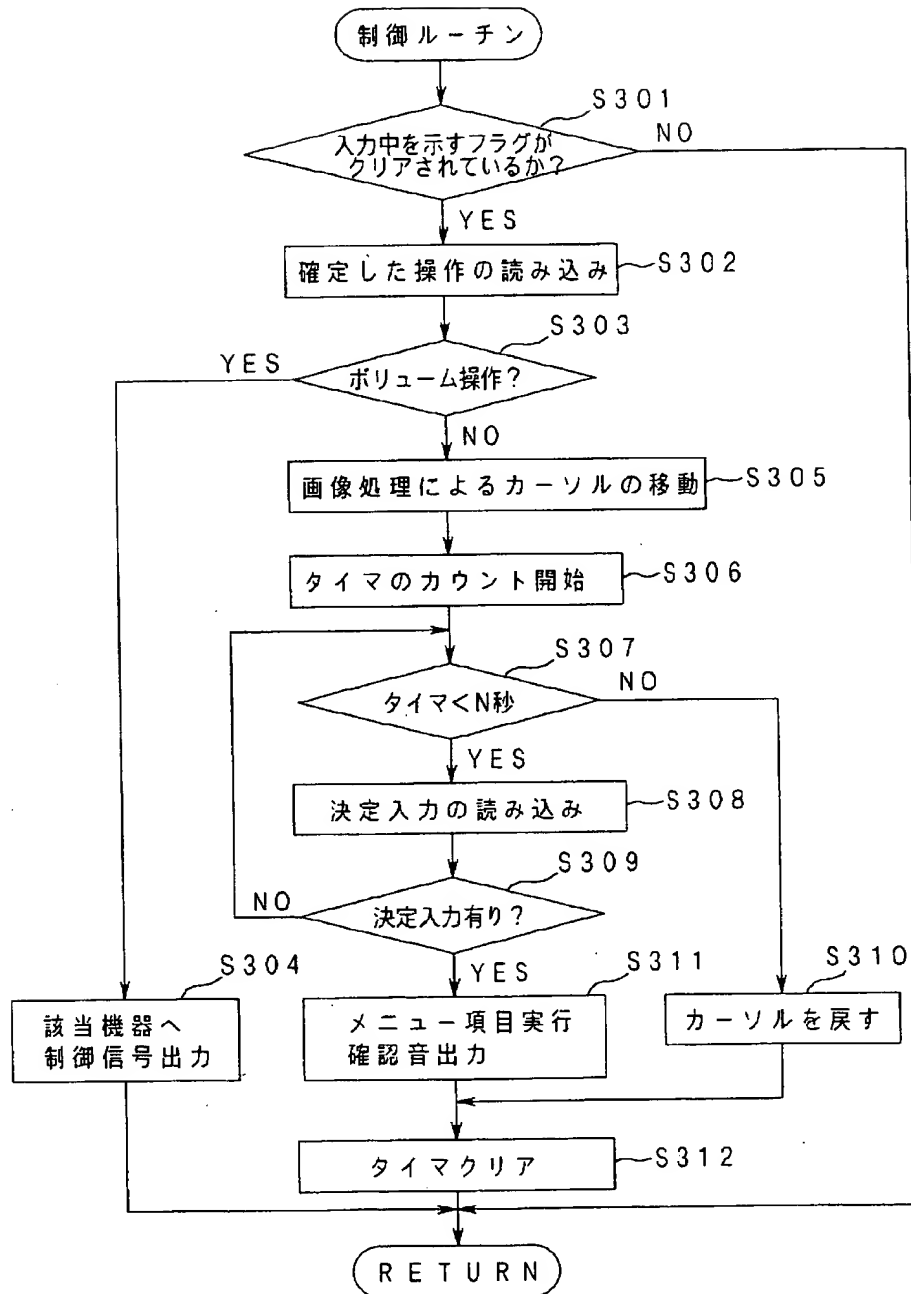 制御ルーチン
S301
入力中を示すフラグが
クリアされているか？
NO
YES
確定した操作の読み込み
S302
S303
YES
ボリューム操作？
NO
画像処理によるカーソルの移動
S305
タイマのカウント開始
S306
S307
タイマ<N秒
NO
YES
決定入力の読み込み
S308
S309
NO
決定入力有り？
YES
S304
S311
S310
該当機器へ
制御信号出力
メニュー項目実行
確認音出力
カーソルを戻す
タイマクリア
S312
RETURN